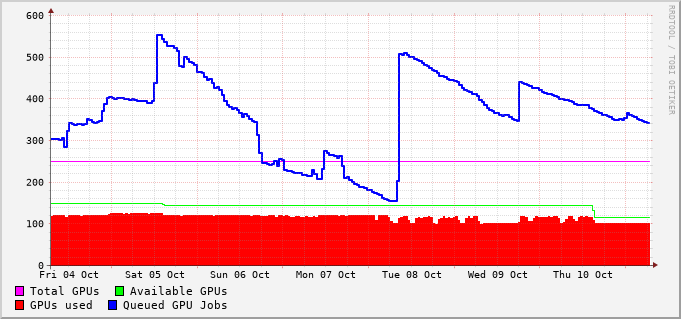 600
500
400
300
200
100
0
Fri 04 Oct Sat 05 Oct Sun 06 Oct Mon 07 Oct Tue 08 Oct Wed 09 Oct Thu 10 Oct
Total GPUs Available GPUs
GPUs used Queued GPU Jobs
RRDTOOL / TOBI OETIKER